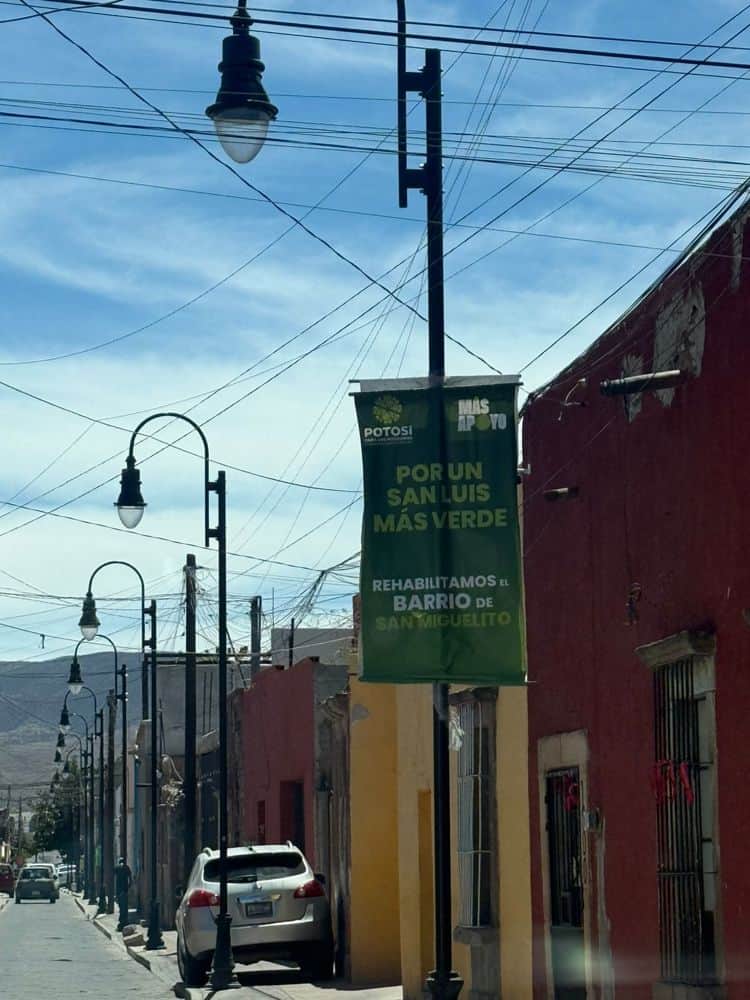 POTOSÍ
MÁS
APOYO
POR UN
SAN LUIS
MÁS VERDE
REHABILITAMOS EL
BARRIO DE
SAN MIGUELITO